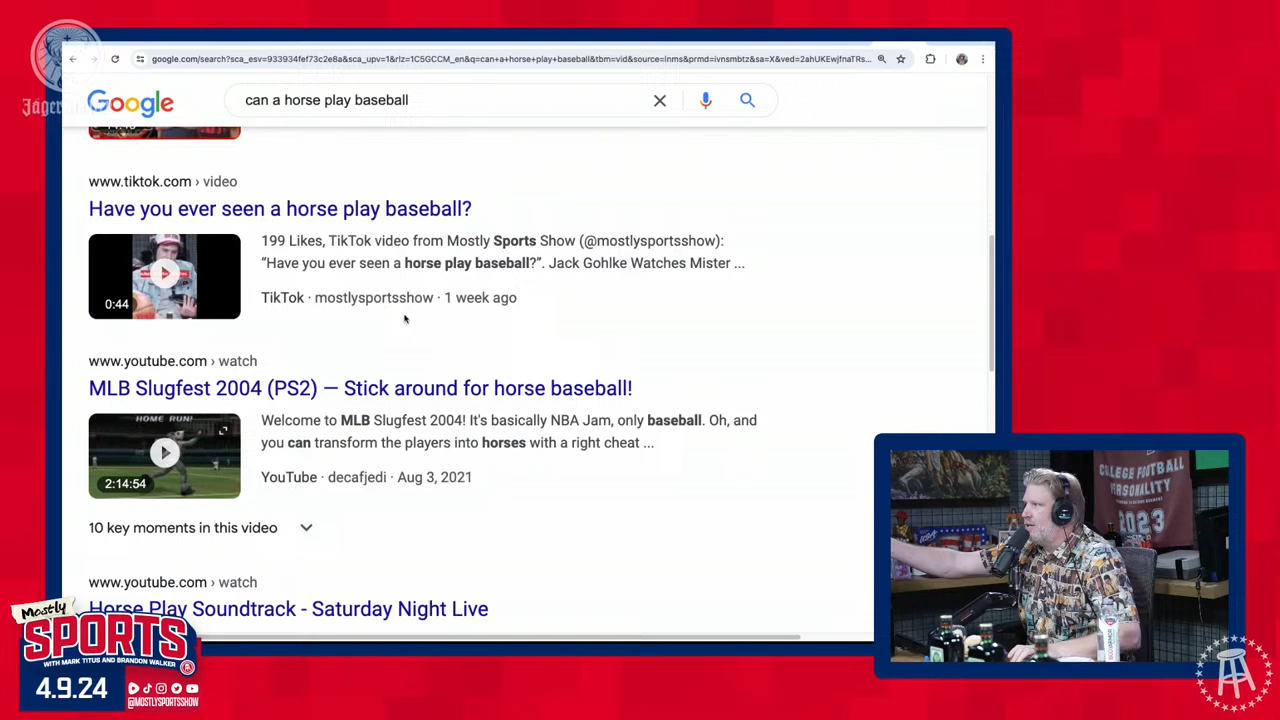 Jägermeister
google.com/search?sca_esv=933934fef73c2e8a&sca_upv=1&rlz=1C5GCCM_en&q=can+a+horse+play+baseball&tbm=vid&source=lnms&prmd=ivnsmbtz&sa=X&ved=2ahUKEwjfnaTRs...
Google
can a horse play baseball
www.tiktok.com › video
Have you ever seen a horse play baseball?
199 Likes, TikTok video from Mostly Sports Show (@mostlysportsshow):
“Have you ever seen a horse play baseball?”. Jack Gohlke Watches Mister ...
0:44
TikTok · mostlysportsshow · 1 week ago
www.youtube.com › watch
MLB Slugfest 2004 (PS2) — Stick around for horse baseball!
HOME RUN!
Welcome to MLB Slugfest 2004! It's basically NBA Jam, only baseball. Oh, and
you can transform the players into horses with a right cheat ...
2:14:54
YouTube · decafjedi · Aug 3, 2021
10 key moments in this video
www.youtube.com › watch
Horse Play Soundtrack - Saturday Night Live
COLLEGE FOOTBALL
PERSONALITY
2023
Mostly
SPORTS
WITH MARK TITUS AND BRANDON WALKER
4.9.24
@MOSTLYSPORTSSHOW